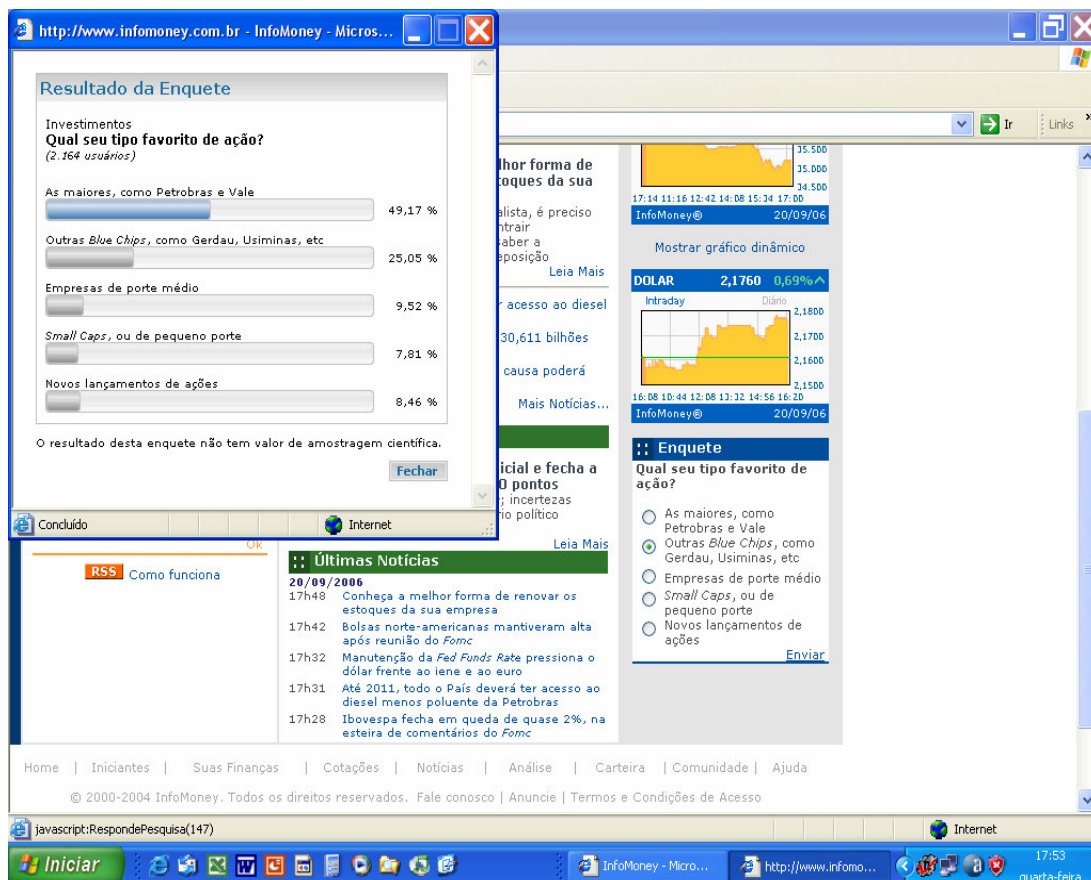 http://www.infomoney.com.br - InfoMoney - Micros...
Resultado da Enquete
Investimentos
Qual seu tipo favorito de ação?
(2.164 usuários)
As maiores, como Petrobras e Vale
49,17 %
Outras Blue Chips, como Gerdau, Usiminas, etc
25,05 %
Empresas de porte médio
9,52 %
Small Caps, ou de pequeno porte
7,81 %
Novos lançamentos de ações
8,46 %
O resultado desta enquete não tem valor de amostragem científica.
Fechar
Concluído
Internet
Ir
Links
lhor forma de
toques da sua
alista, é preciso
ntrair
saber a
eposição
Leia Mais
r acesso ao diesel
30,611 bilhões
causa poderá
Mais Notícias...
icial e fecha a
0 pontos
; incertezas
io político
Leia Mais
35.500
35.000
34.500
17:14 11:16 12:42 14:08 15:34 17:00
InfoMoney® 20/09/06
Mostrar gráfico dinâmico
DOLAR 2,1760 0,69%
Intraday Diário
2,1800
2,1700
2,1600
2,1500
16:08 10:44 12:08 13:32 14:56 16:20
InfoMoney® 20/09/06
:: Enquete
Qual seu tipo favorito de
ação?
As maiores, como
Petrobras e Vale
Outras Blue Chips, como
Gerdau, Usiminas, etc
Empresas de porte médio
Small Caps, ou de
pequeno porte
Novos lançamentos de
ações
Enviar
Ok
RSS Como funciona
:: Últimas Notícias
20/09/2006
17h48 Conheça a melhor forma de renovar os
estoques da sua empresa
17h42 Bolsas norte-americanas mantiveram alta
após reunião do Fomc
17h32 Manutenção da Fed Funds Rate pressiona o
dólar frente ao iene e ao euro
17h31 Até 2011, todo o País deverá ter acesso ao
diesel menos poluente da Petrobras
17h28 Ibovespa fecha em queda de quase 2%, na
esteira de comentários do Fomc
Home | Iniciantes | Suas Finanças | Cotações | Notícias | Análise | Carteira | Comunidade | Ajuda
© 2000-2004 InfoMoney. Todos os direitos reservados. Fale conosco | Anuncie | Termos e Condições de Acesso
javascript:RespondePesquisa(147)
Internet
Iniciar
InfoMoney - Micro...
http://www.infomo...
17:53
quarta-feira